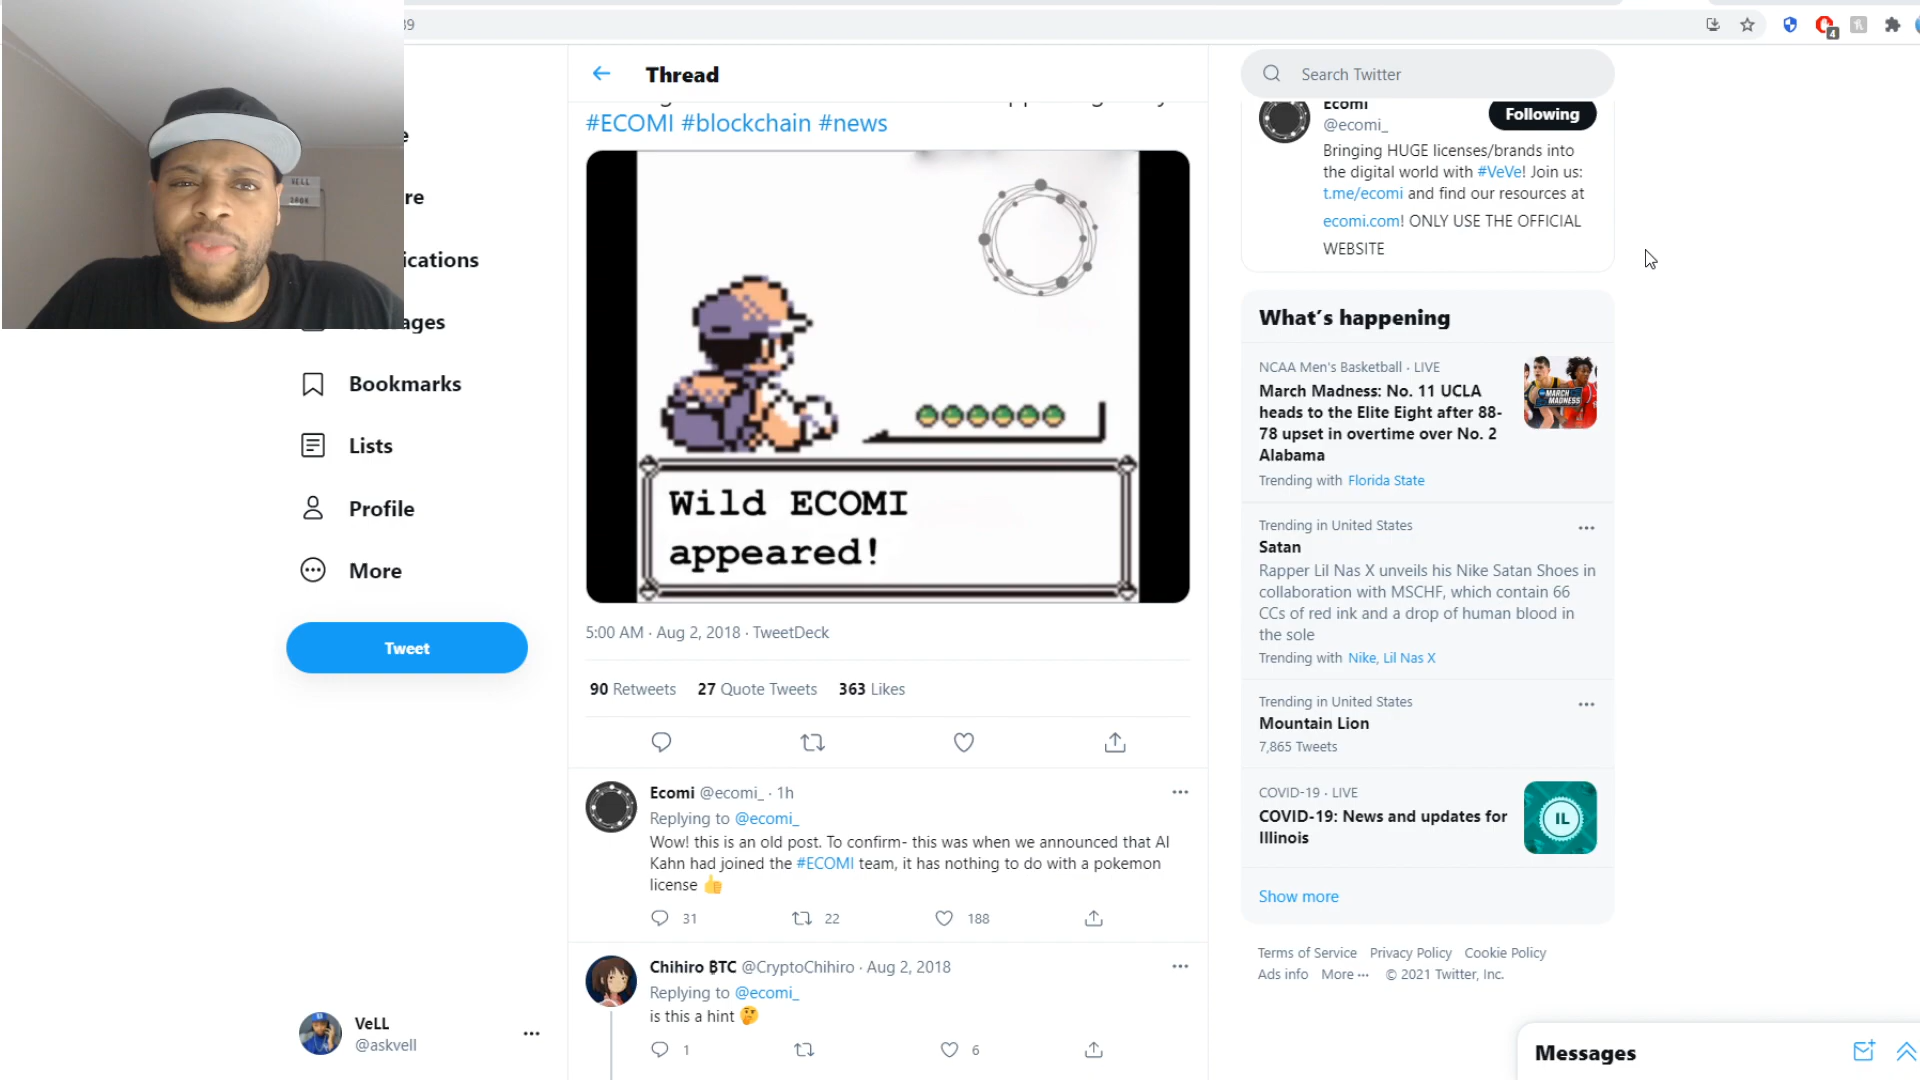 39
Thread
Search Twitter
#ECOMI #blockchain #news
Wild ECOMI
appeared!
5:00 AM · Aug 2, 2018 · TweetDeck
90 Retweets 27 Quote Tweets 363 Likes
Ecomi @ecomi_ · 1h
Replying to @ecomi_
Wow! this is an old post. To confirm- this was when we announced that Al
Kahn had joined the #ECOMI team, it has nothing to do with a pokemon
license 👍
31 22 188
Chihiro ₿TC @CryptoChihiro · Aug 2, 2018
Replying to @ecomi_
is this a hint 🤔
1 6
VELL
2008
e
re
ications
ages
Bookmarks
Lists
Profile
More
Tweet
VeLL
@askvell
4
Ecomi
@ecomi_
Following
Bringing HUGE licenses/brands into
the digital world with #VeVe! Join us:
t.me/ecomi and find our resources at
ecomi.com! ONLY USE THE OFFICIAL
WEBSITE
What's happening
NCAA Men's Basketball · LIVE
March Madness: No. 11 UCLA
heads to the Elite Eight after 88-
78 upset in overtime over No. 2
Alabama
Trending with Florida State
MARCH
MADNESS
Trending in United States
Satan
Rapper Lil Nas X unveils his Nike Satan Shoes in
collaboration with MSCHF, which contain 66
CCs of red ink and a drop of human blood in
the sole
Trending with Nike, Lil Nas X
Trending in United States
Mountain Lion
7,865 Tweets
COVID-19 · LIVE
COVID-19: News and updates for
Illinois
IL
Show more
Terms of Service Privacy Policy Cookie Policy
Ads info More ··· © 2021 Twitter, Inc.
Messages